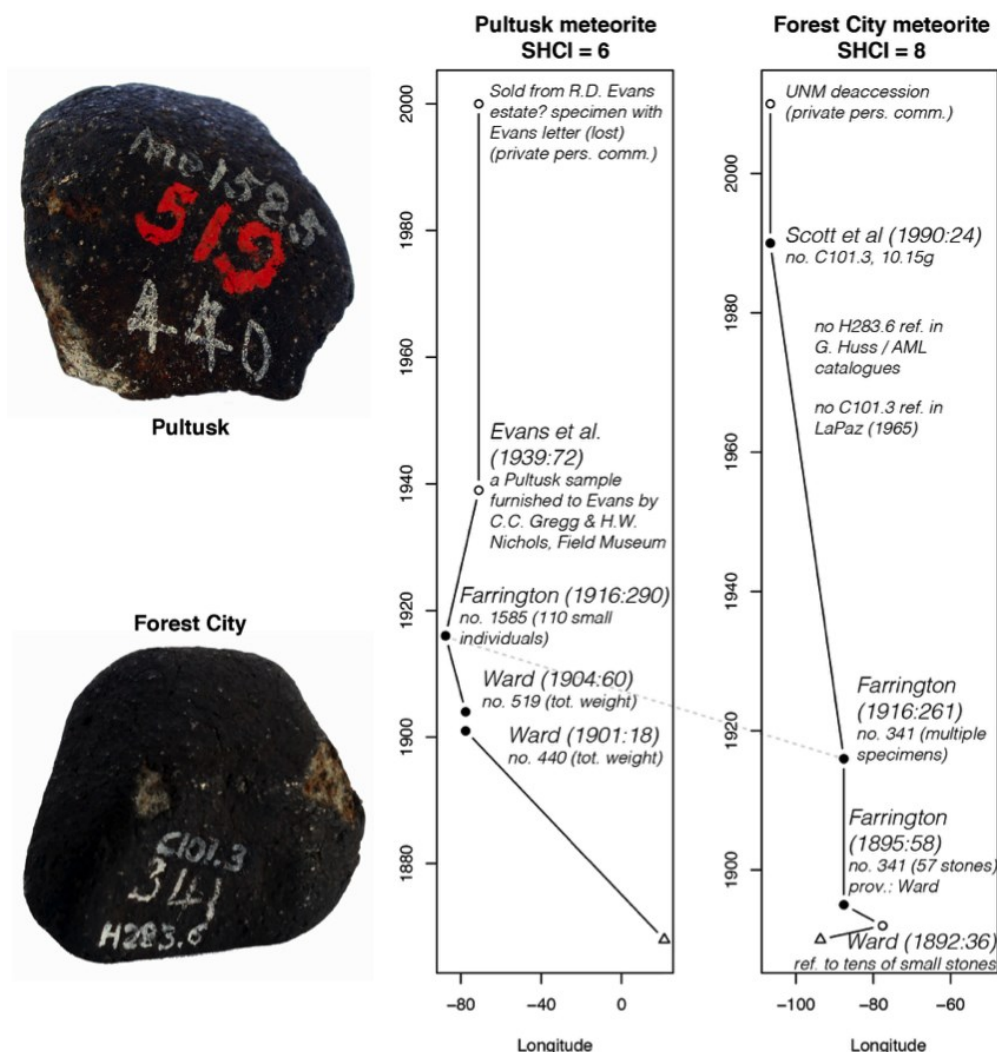 Pultusk meteorite
SHCI = 6
Forest City meteorite
SHCI = 8
me1585
519
440
Pultusk
Forest City
C101.3
341
H283.6
2000
1980
1960
1940
1920
1900
1880
Sold from R.D. Evans
estate? specimen with
Evans letter (lost)
(private pers. comm.)
Evans et al.
(1939:72)
a Pultusk sample
furnished to Evans by
C.C. Gregg & H.W.
Nichols, Field Museum
Farrington (1916:290)
no. 1585 (110 small
individuals)
Ward (1904:60)
no. 519 (tot. weight)
Ward (1901:18)
no. 440 (tot. weight)
-80
-40
0
Longitude
2000
1980
1960
1940
1920
1900
UNM deaccession
(private pers. comm.)
Scott et al (1990:24)
no. C101.3, 10.15g
no H283.6 ref. in
G. Huss / AML
catalogues
no C101.3 ref. in
LaPaz (1965)
Farrington
(1916:261)
no. 341 (multiple
specimens)
Farrington
(1895:58)
no. 341 (57 stones)
prov.: Ward
Ward (1892:36)
ref. to tens of small stones
-100
-80
-60
Longitude